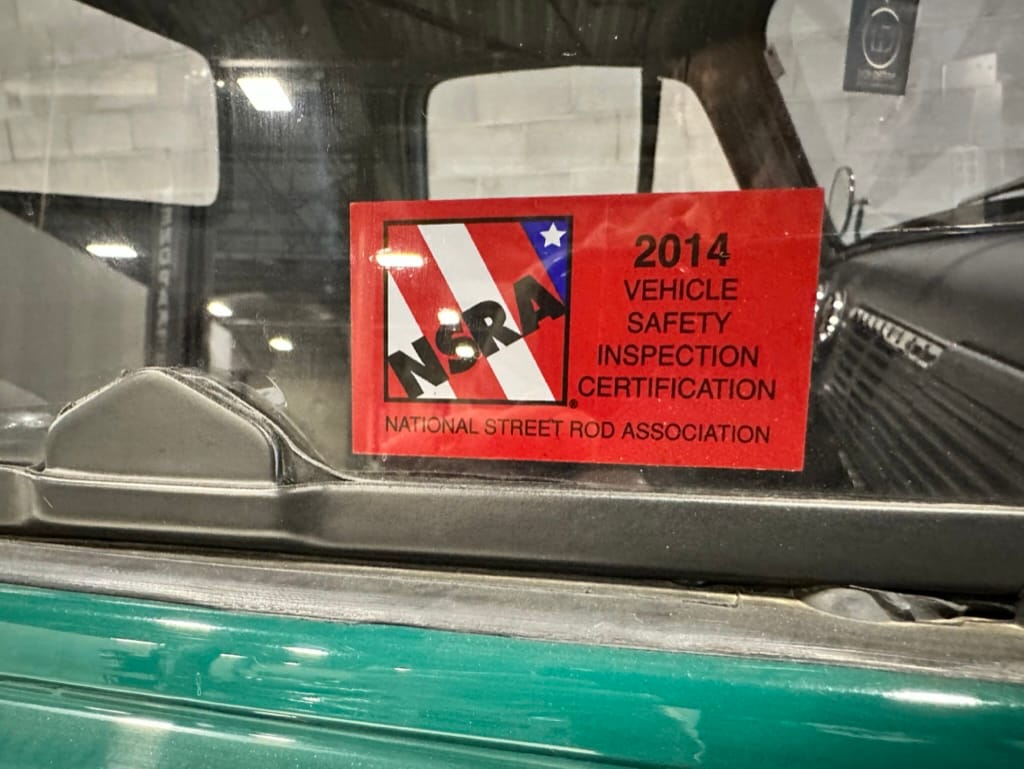 NSRA
®
2014
VEHICLE
SAFETY
INSPECTION
CERTIFICATION
NATIONAL STREET ROD ASSOCIATION